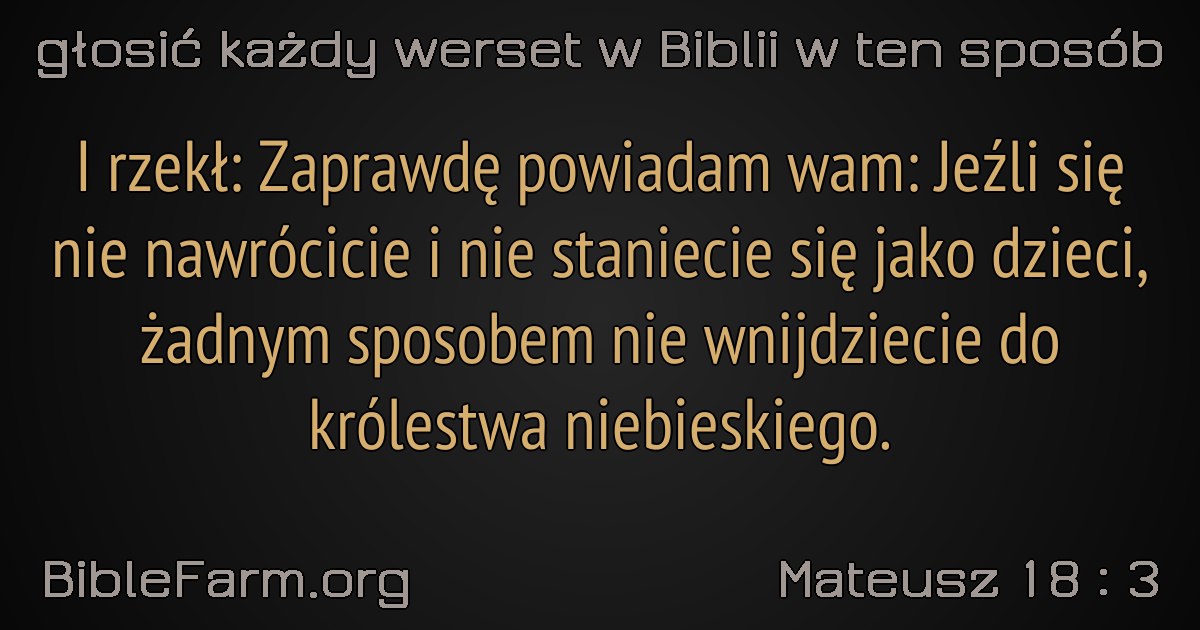 głosić każdy werset w Biblii w ten sposób
I rzekł: Zaprawdę powiadam wam: Jeźli się
nie nawrócicie i nie staniecie się jako dzieci,
żadnym sposobem nie wnijdziecie do
królestwa niebieskiego.
BibleFarm.org
Mateusz 18 : 3